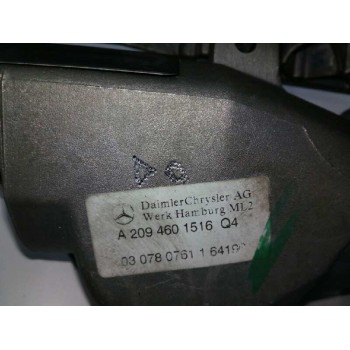 DaimlerChrysler AG
Werk Hamburg ML2
A 209 460 1516 Q4
03 078 0761 1 6419